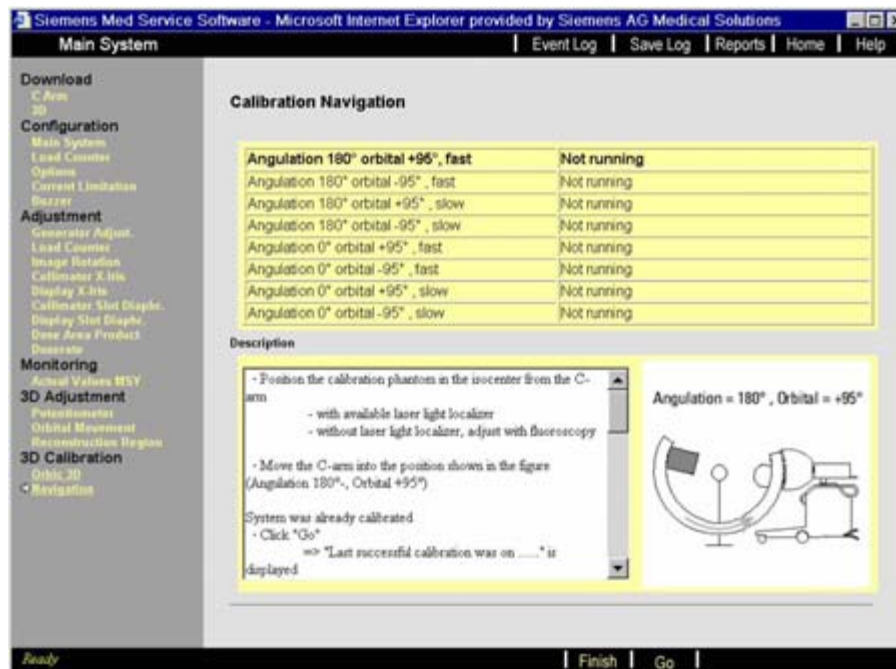 Siemens Med Service Software - Microsoft Internet Explorer provided by Siemens AG Medical Solutions
Main System
Event Log
Save Log
Reports
Home
Help
Download
C Arm
3D
Configuration
Main System
Load Counter
Options
Current Limitation
Buzzer
Adjustment
Generator Adjust.
Load Counter
Image Rotation
Collimator X-Iris
Display X-Iris
Collimator Slot Diaphr.
Display Slot Diaphr.
Dose Area Product
Doserate
Monitoring
Actual Values MSY
3D Adjustment
Potentiometer
Orbital Movement
Reconstruction Region
3D Calibration
Orbic 3D
Navigation
Calibration Navigation
Angulation 180° orbital +95°, fast Not running
Angulation 180° orbital -95° , fast Not running
Angulation 180° orbital +95° , slow Not running
Angulation 180° orbital -95° , slow Not running
Angulation 0° orbital +95° , fast Not running
Angulation 0° orbital -95° , fast Not running
Angulation 0° orbital +95° , slow Not running
Angulation 0° orbital -95° , slow Not running
Description
- Position the calibration phantom in the isocenter from the C-
arm
- with available laser light localizer
- without laser light localizer, adjust with fluoroscopy
- Move the C-arm into the position shown in the figure
(Angulation 180°-, Orbital +95°)
System was already calibrated
- Click "Go"
=> "Last successful calibration was on ......" is
displayed
Angulation = 180° , Orbital = +95°
Ready
Finish
Go